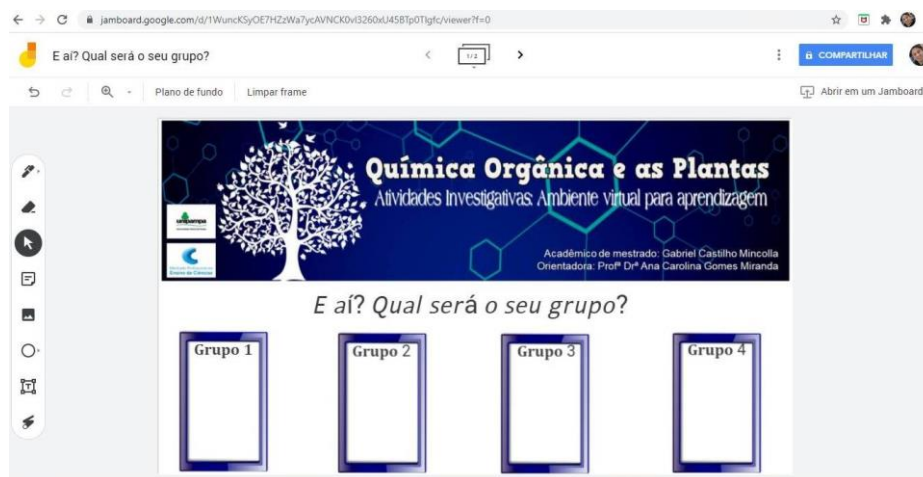 jamboard.google.com/d/1WuncKSyOE7HZzWa7ycAVNCK0vl3260xU45BTp0Tlgfc/viewer?f=0
E aí? Qual será o seu grupo?
1/2
COMPARTILHAR
Plano de fundo
Limpar frame
Abrir em um Jamboard
Química Orgânica e as Plantas
Atividades Investigativas: Ambiente virtual para aprendizagem
unipampa
Acadêmico de mestrado: Gabriel Castilho Mincolla
Orientadora: Profª Drª Ana Carolina Gomes Miranda
E aí? Qual será o seu grupo?
Grupo 1
Grupo 2
Grupo 3
Grupo 4